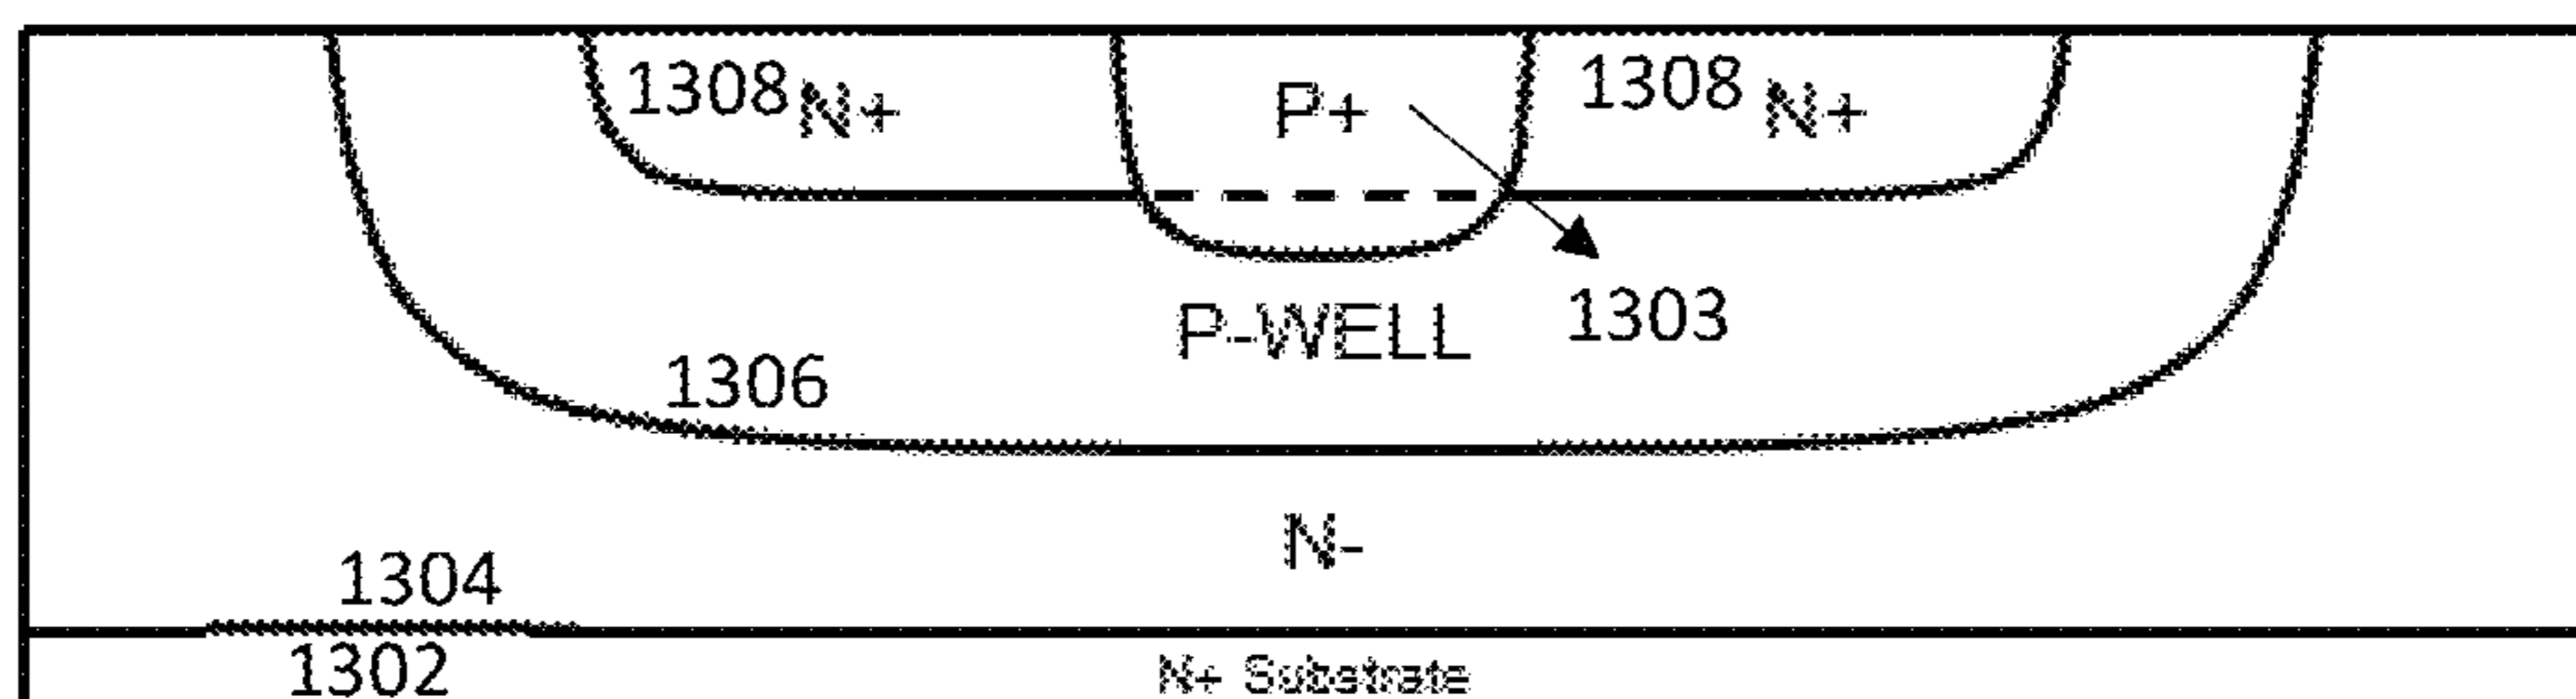 1308 N+ P+ 1308 N+
P-WELL 1303
1306
N-
1304
1302 N+ Substrate